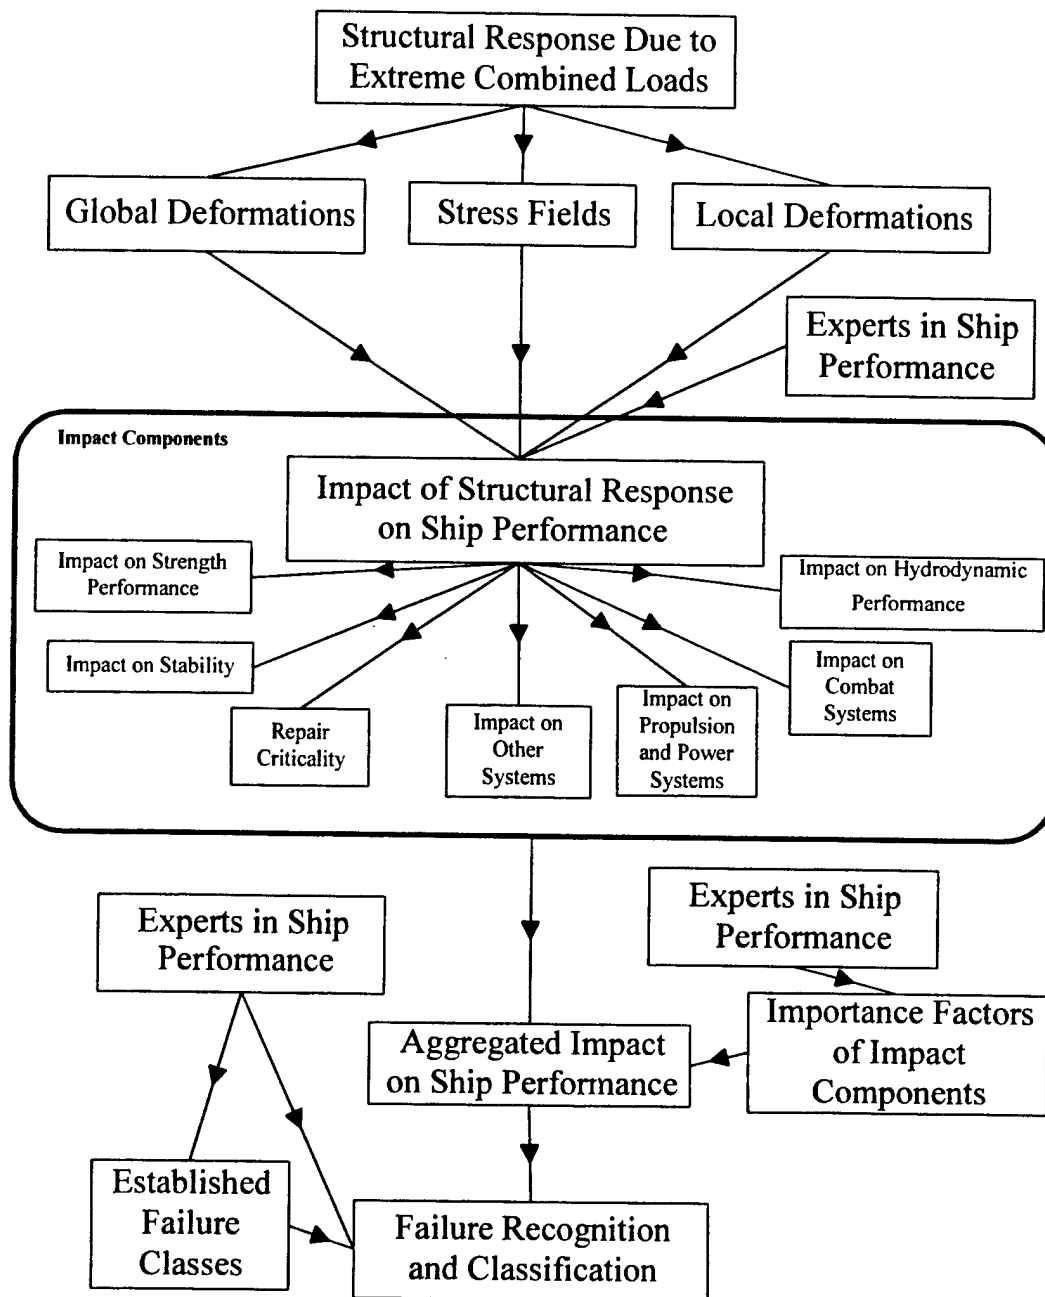 Structural Response Due to
Extreme Combined Loads
Global Deformations
Stress Fields
Local Deformations
Experts in Ship
Performance
Impact Components
Impact of Structural Response
on Ship Performance
Impact on Strength
Performance
Impact on Hydrodynamic
Performance
Impact on Stability
Impact on
Combat
Systems
Repair
Criticality
Impact on
Other
Systems
Impact on
Propulsion
and Power
Systems
Experts in Ship
Performance
Experts in Ship
Performance
Aggregated Impact
on Ship Performance
Importance Factors
of Impact
Components
Established
Failure
Classes
Failure Recognition
and Classification